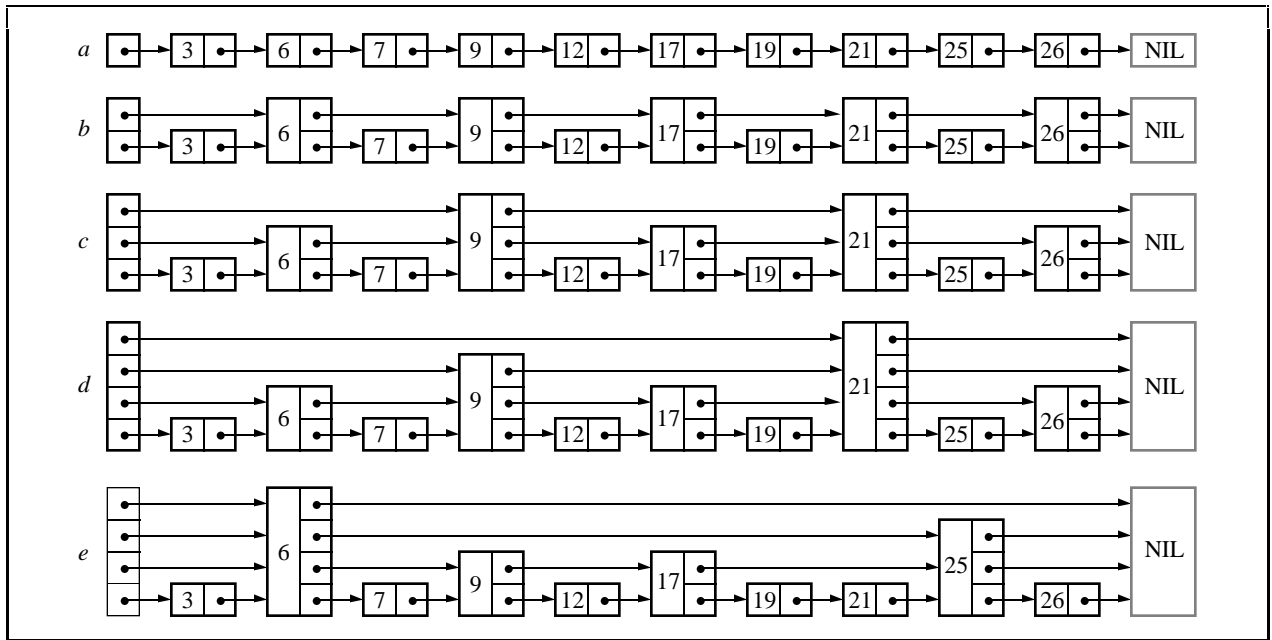 a 3 6 7 9 12 17 19 21 25 26 NIL
b 3 6 7 9 12 17 19 21 25 26 NIL
c 3 6 7 9 12 17 19 21 25 26 NIL
d 3 6 7 9 12 17 19 21 25 26 NIL
e 3 6 7 9 12 17 19 21 25 26 NIL